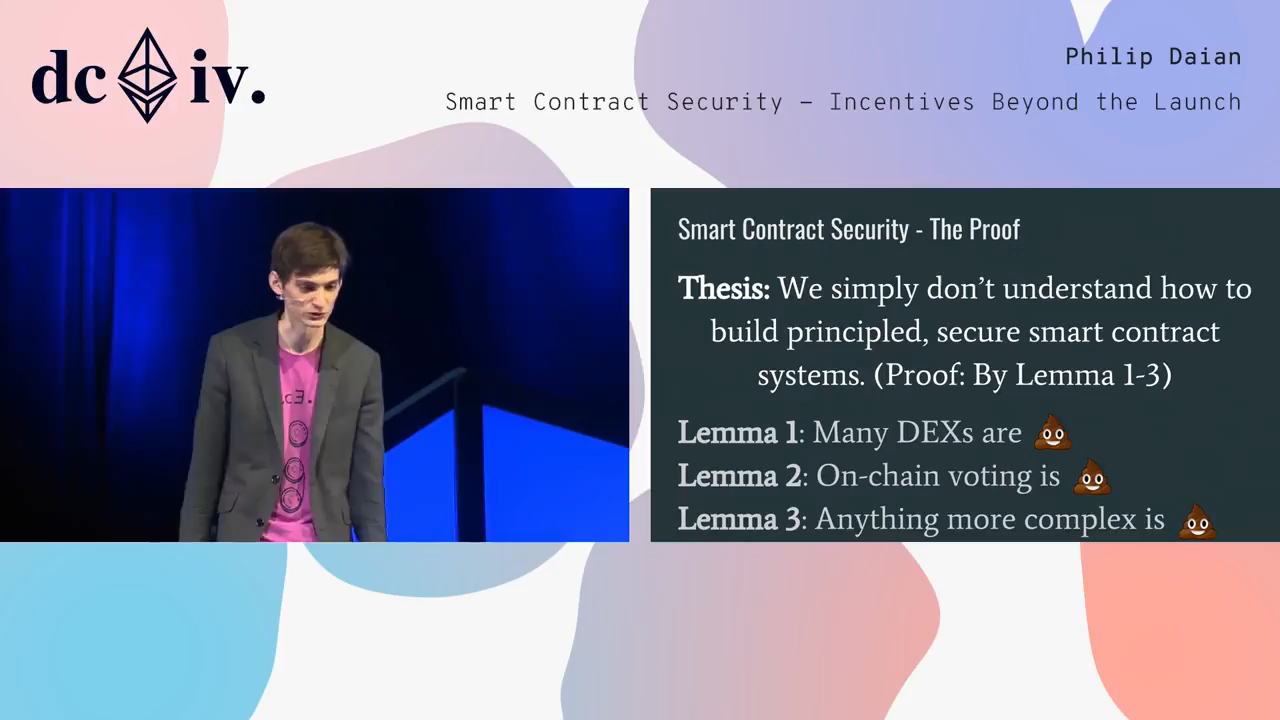 dc iv.
Philip Daian
Smart Contract Security – Incentives Beyond the Launch
Smart Contract Security - The Proof
Thesis: We simply don't understand how to
build principled, secure smart contract
systems. (Proof: By Lemma 1-3)
Lemma 1: Many DEXs are 💩
Lemma 2: On-chain voting is 💩
Lemma 3: Anything more complex is 💩